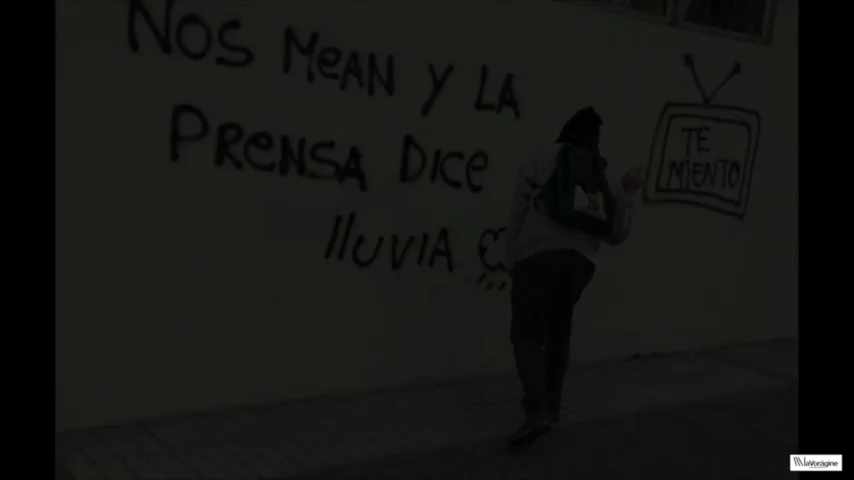 Nos MeAN Y LA
PReNSA DICe
lluVIA
TE
MIENTO
laVorágine